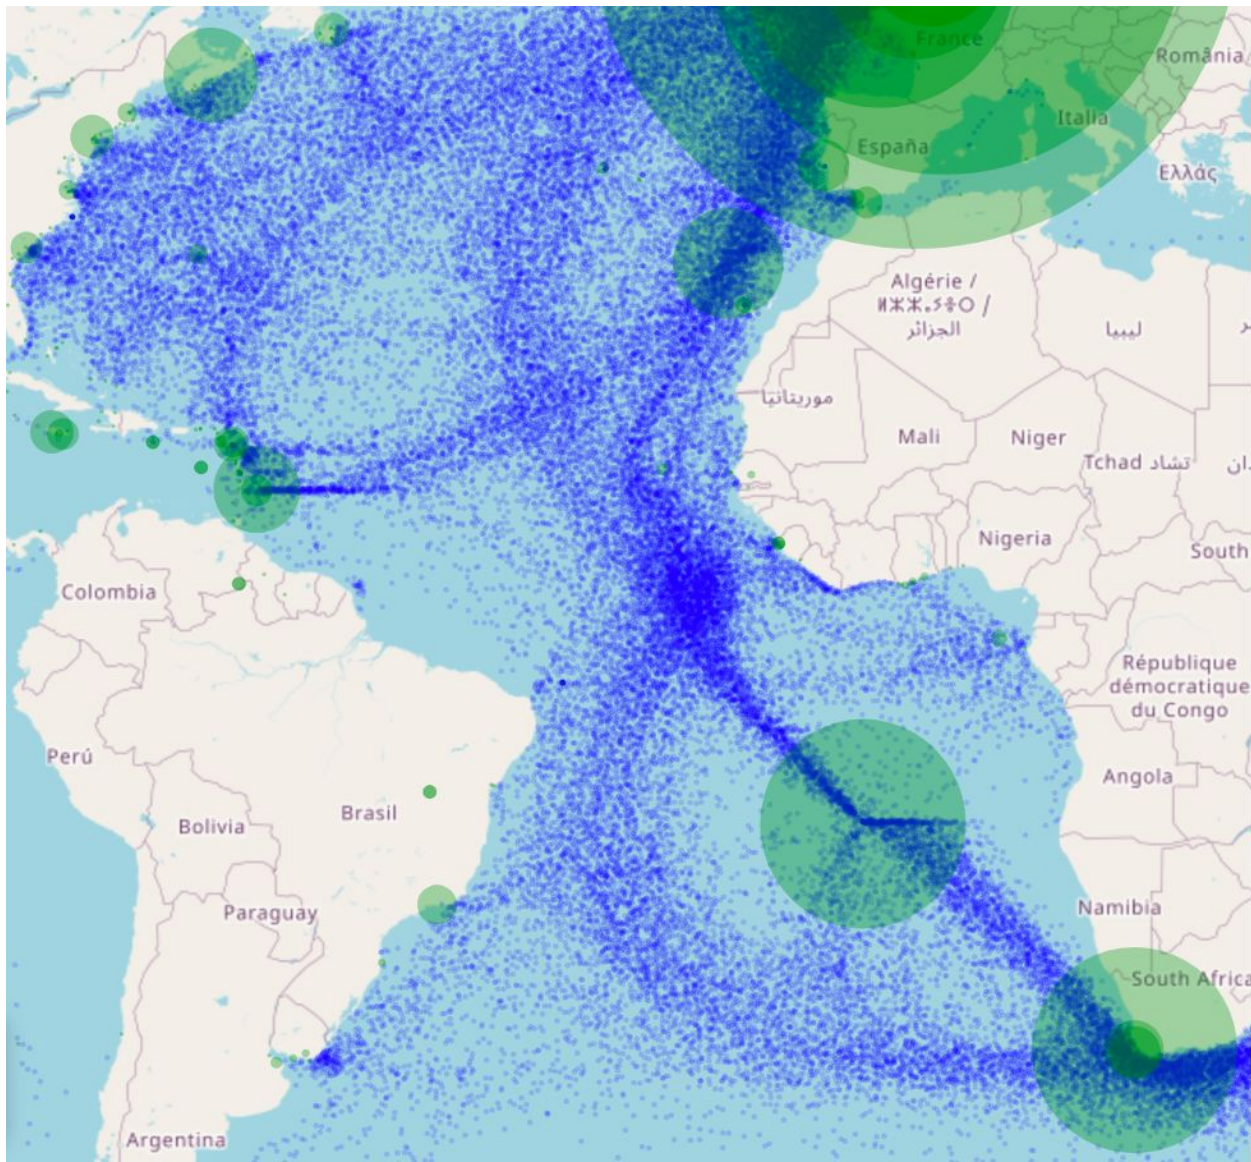 France
România
Italia
España
Ελλάς
Algérie /
ⵍⵣⵣⴰⵢⴻⵔ /
الجزائر
ليبيا
موريتانيا
Mali
Niger
Tchad تشاد
Nigeria
South
Colombia
République
démocratique
du Congo
Perú
Angola
Brasil
Bolivia
Namibia
Paraguay
South Africa
Argentina